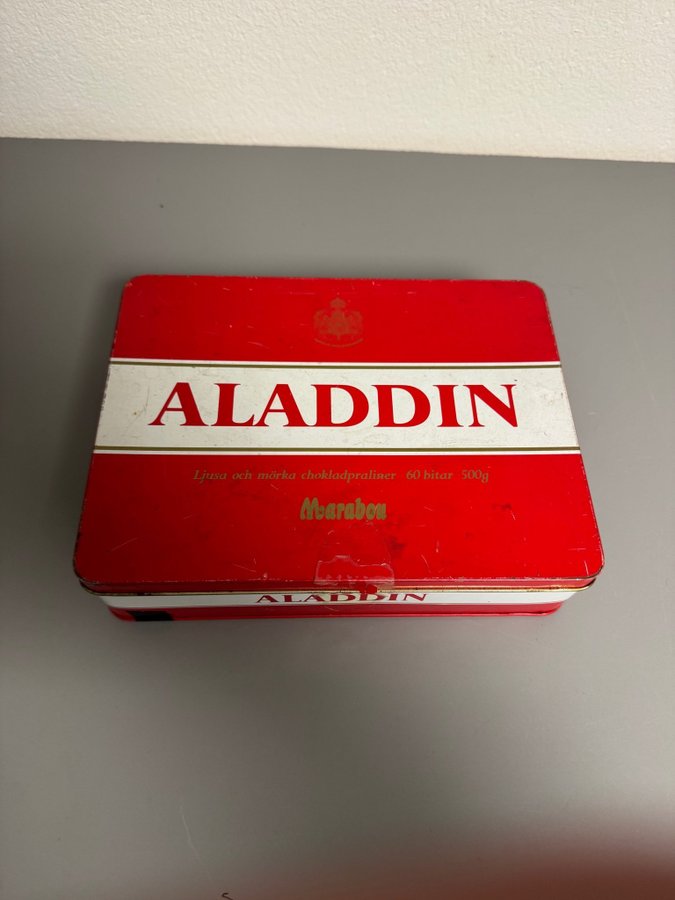 ALADDIN
Ljusa och mörka chokladpraliner 60 bitar 500g
Marabou
ALADDIN